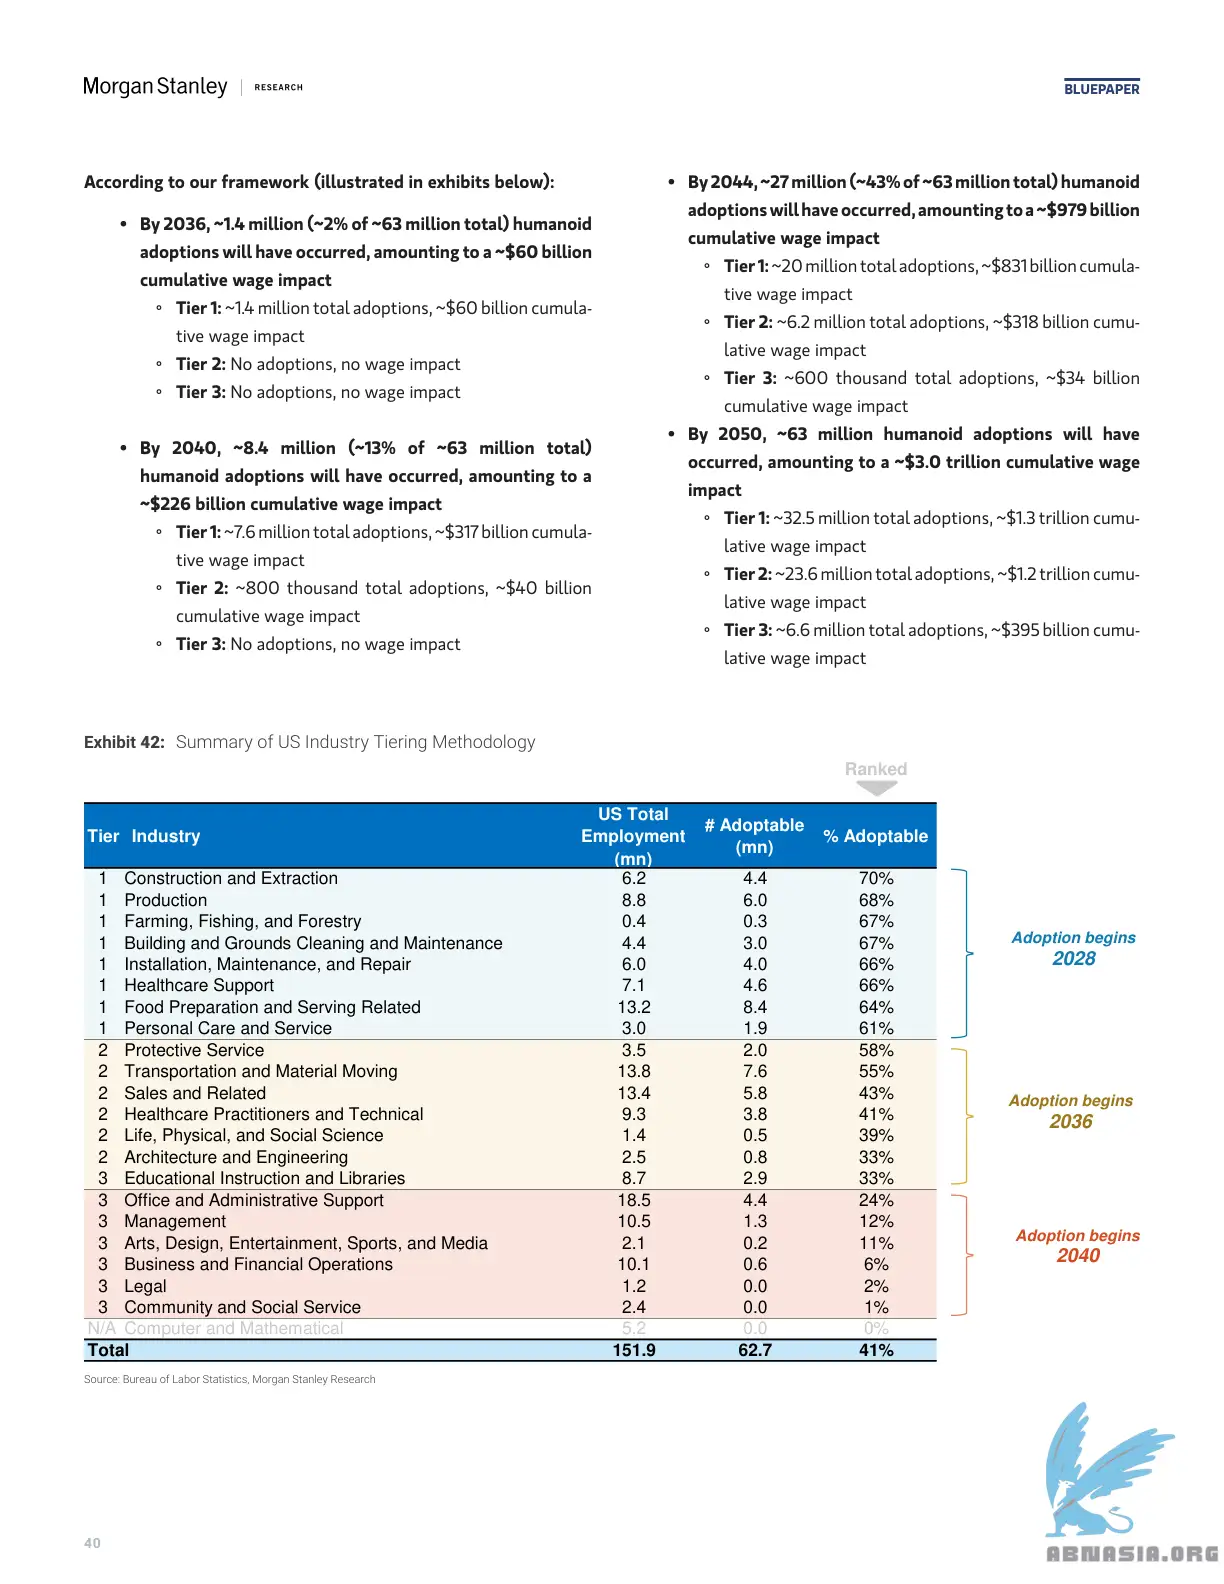 Morgan Stanley | RESEARCH
BLUEPAPER
According to our framework (illustrated in exhibits below):
• By 2036, ~1.4 million (~2% of ~63 million total) humanoid
adoptions will have occurred, amounting to a ~$60 billion
cumulative wage impact
° Tier 1: ~1.4 million total adoptions, ~$60 billion cumula-
tive wage impact
° Tier 2: No adoptions, no wage impact
° Tier 3: No adoptions, no wage impact
• By 2040, ~8.4 million (~13% of ~63 million total)
humanoid adoptions will have occurred, amounting to a
~$226 billion cumulative wage impact
° Tier 1: ~7.6 million total adoptions, ~$317 billion cumula-
tive wage impact
° Tier 2: ~800 thousand total adoptions, ~$40 billion
cumulative wage impact
° Tier 3: No adoptions, no wage impact
• By 2044, ~27 million (~43% of ~63 million total) humanoid
adoptions will have occurred, amounting to a ~$979 billion
cumulative wage impact
° Tier 1: ~20 million total adoptions, ~$831 billion cumula-
tive wage impact
° Tier 2: ~6.2 million total adoptions, ~$318 billion cumu-
lative wage impact
° Tier 3: ~600 thousand total adoptions, ~$34 billion
cumulative wage impact
• By 2050, ~63 million humanoid adoptions will have
occurred, amounting to a ~$3.0 trillion cumulative wage
impact
° Tier 1: ~32.5 million total adoptions, ~$1.3 trillion cumu-
lative wage impact
° Tier 2: ~23.6 million total adoptions, ~$1.2 trillion cumu-
lative wage impact
° Tier 3: ~6.6 million total adoptions, ~$395 billion cumu-
lative wage impact
Exhibit 42: Summary of US Industry Tiering Methodology
Ranked
Tier Industry US Total Employment (mn) # Adoptable (mn) % Adoptable
1 Construction and Extraction 6.2 4.4 70%
1 Production 8.8 6.0 68%
1 Farming, Fishing, and Forestry 0.4 0.3 67%
1 Building and Grounds Cleaning and Maintenance 4.4 3.0 67%
1 Installation, Maintenance, and Repair 6.0 4.0 66%
1 Healthcare Support 7.1 4.6 66%
1 Food Preparation and Serving Related 13.2 8.4 64%
1 Personal Care and Service 3.0 1.9 61%
Adoption begins
2028
2 Protective Service 3.5 2.0 58%
2 Transportation and Material Moving 13.8 7.6 55%
2 Sales and Related 13.4 5.8 43%
2 Healthcare Practitioners and Technical 9.3 3.8 41%
2 Life, Physical, and Social Science 1.4 0.5 39%
2 Architecture and Engineering 2.5 0.8 33%
3 Educational Instruction and Libraries 8.7 2.9 33%
Adoption begins
2036
3 Office and Administrative Support 18.5 4.4 24%
3 Management 10.5 1.3 12%
3 Arts, Design, Entertainment, Sports, and Media 2.1 0.2 11%
3 Business and Financial Operations 10.1 0.6 6%
3 Legal 1.2 0.0 2%
3 Community and Social Service 2.4 0.0 1%
Adoption begins
2040
N/A Computer and Mathematical 5.2 0.0 0%
Total 151.9 62.7 41%
Source: Bureau of Labor Statistics, Morgan Stanley Research
40
ABNASIA.ORG